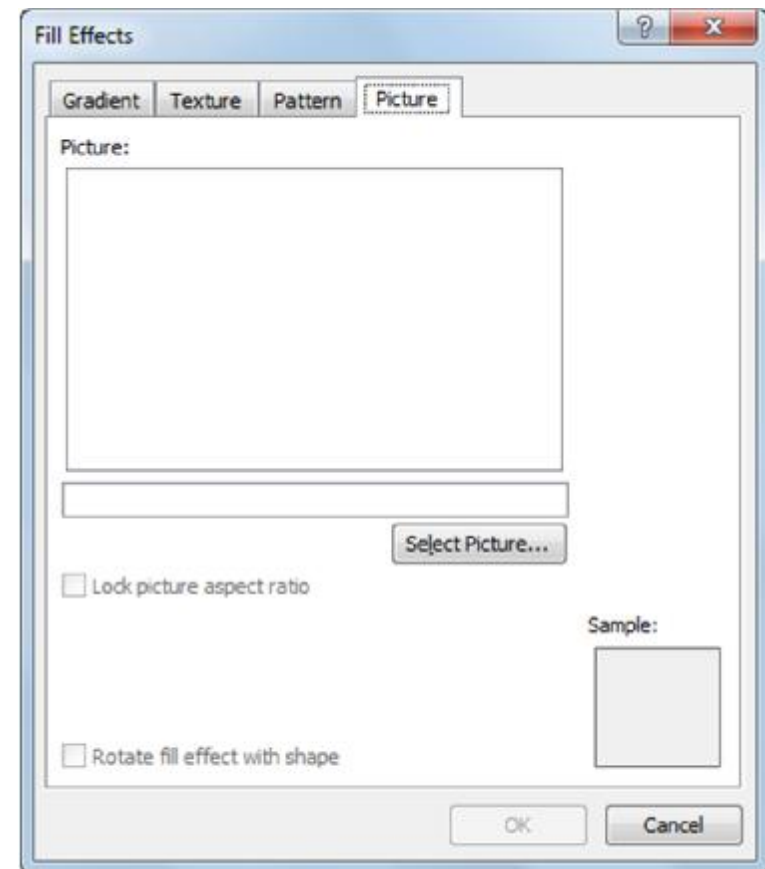 Fill Effects
?
Gradient Texture Pattern Picture
Picture:
Select Picture...
Lock picture aspect ratio
Sample:
Rotate fill effect with shape
OK Cancel